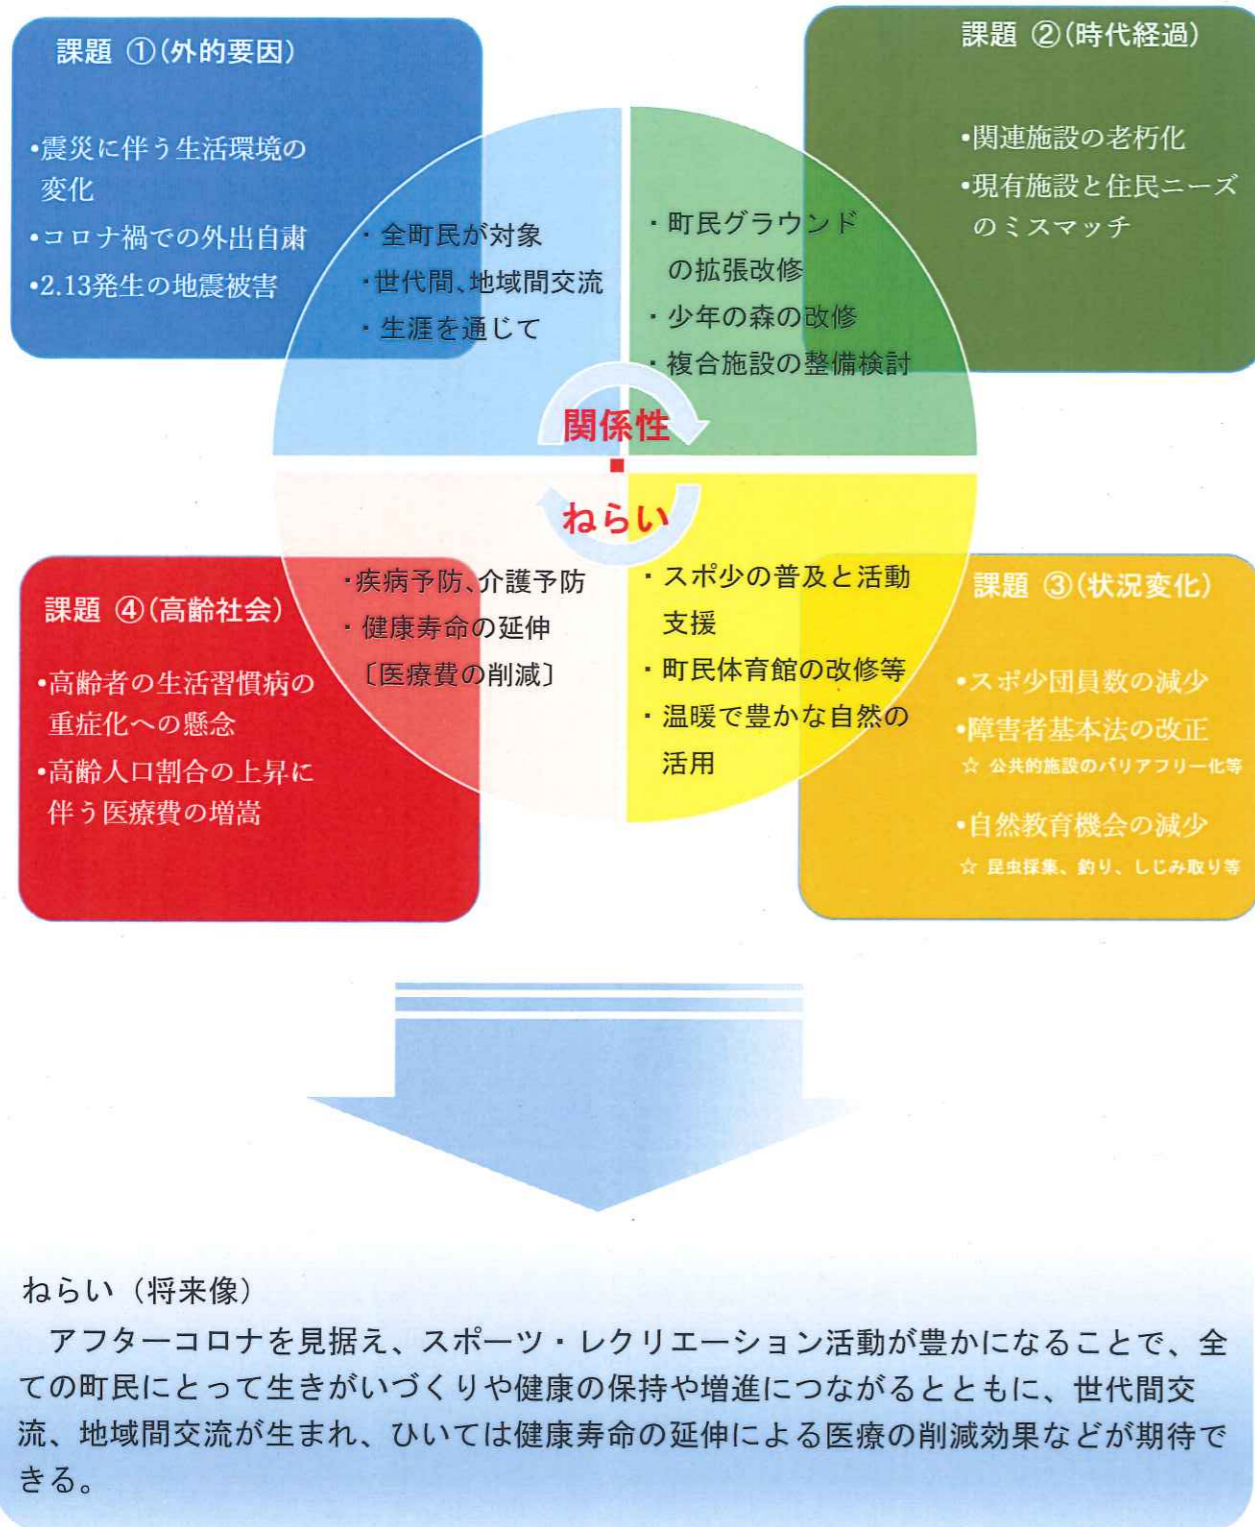 課題 ①(外的要因)
•震災に伴う生活環境の
変化
•コロナ禍での外出自粛
•2.13発生の地震被害
・全町民が対象
・世代間、地域間交流
・生涯を通じて
課題 ②(時代経過)
•関連施設の老朽化
•現有施設と住民ニーズ
のミスマッチ
・町民グラウンド
の拡張改修
・少年の森の改修
・複合施設の整備検討
関係性
・
ねらい
課題 ④(高齢社会)
•高齢者の生活習慣病の
重症化への懸念
•高齢人口割合の上昇に
伴う医療費の増嵩
・疾病予防、介護予防
・健康寿命の延伸
〔医療費の削減〕
・スポ少の普及と活動
支援
・町民体育館の改修等
・温暖で豊かな自然の
活用
課題 ③(状況変化)
•スポ少団員数の減少
•障害者基本法の改正
☆ 公共的施設のバリアフリー化等
•自然教育機会の減少
☆ 昆虫採集、釣り、しじみ取り等
ねらい（将来像）
アフターコロナを見据え、スポーツ・レクリエーション活動が豊かになることで、全
ての町民にとって生きがいづくりや健康の保持や増進につながるとともに、世代間交
流、地域間交流が生まれ、ひいては健康寿命の延伸による医療の削減効果などが期待で
きる。